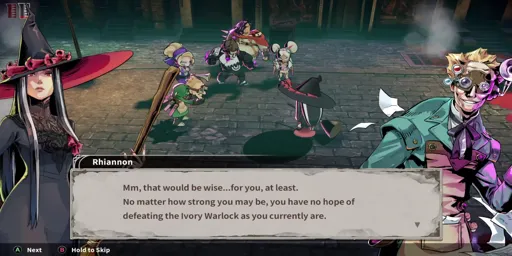 Rhiannon
Mm, that would be wise...for you, at least.
No matter how strong you may be, you have no hope of
defeating the Ivory Warlock as you currently are.
A Next B Hold to Skip